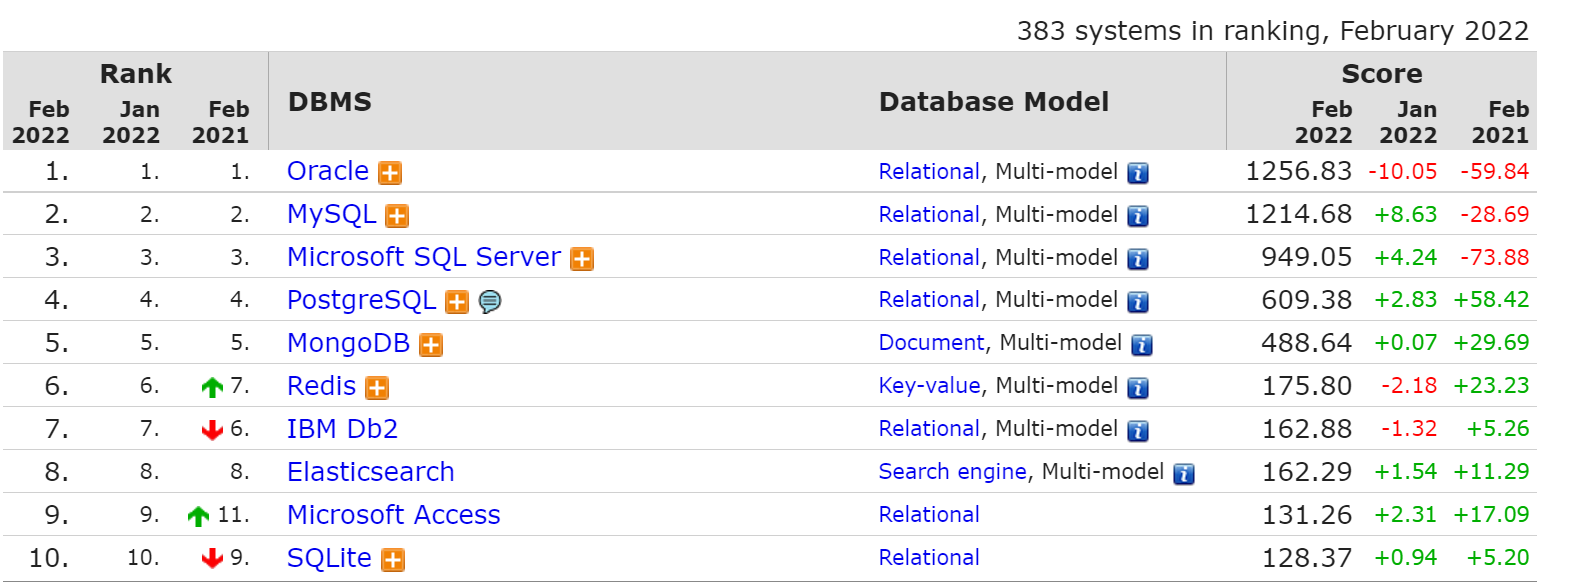 383 systems in ranking, February 2022
Rank DBMS Database Model Score
Feb 2022 Jan 2022 Feb 2021 Feb 2022 Jan 2022 Feb 2021
1. 1. 1. Oracle Relational, Multi-model 1256.83 -10.05 -59.84
2. 2. 2. MySQL Relational, Multi-model 1214.68 +8.63 -28.69
3. 3. 3. Microsoft SQL Server Relational, Multi-model 949.05 +4.24 -73.88
4. 4. 4. PostgreSQL Relational, Multi-model 609.38 +2.83 +58.42
5. 5. 5. MongoDB Document, Multi-model 488.64 +0.07 +29.69
6. 6. 7. Redis Key-value, Multi-model 175.80 -2.18 +23.23
7. 7. 6. IBM Db2 Relational, Multi-model 162.88 -1.32 +5.26
8. 8. 8. Elasticsearch Search engine, Multi-model 162.29 +1.54 +11.29
9. 9. 11. Microsoft Access Relational 131.26 +2.31 +17.09
10. 10. 9. SQLite Relational 128.37 +0.94 +5.20